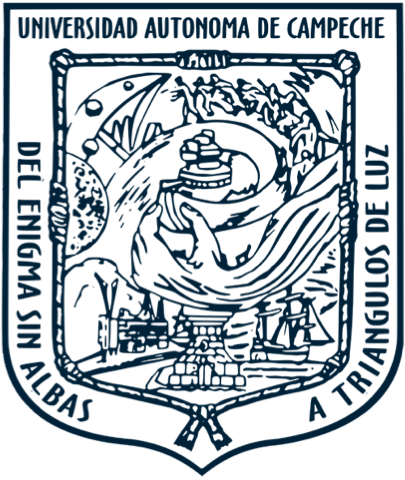 UNIVERSIDAD AUTONOMA DE CAMPECHE
DEL ENIGMA SIN ALBAS
A TRIANGULOS DE LUZ